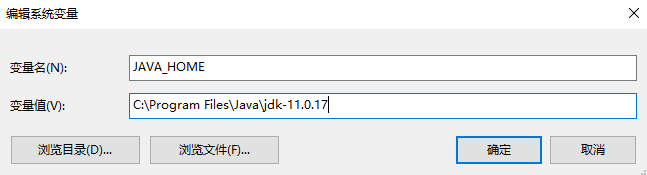 编辑系统变量
变量名(N):
JAVA_HOME
变量值(V):
C:\Program Files\Java\jdk-11.0.17
浏览目录(D)...
浏览文件(F)...
确定
取消